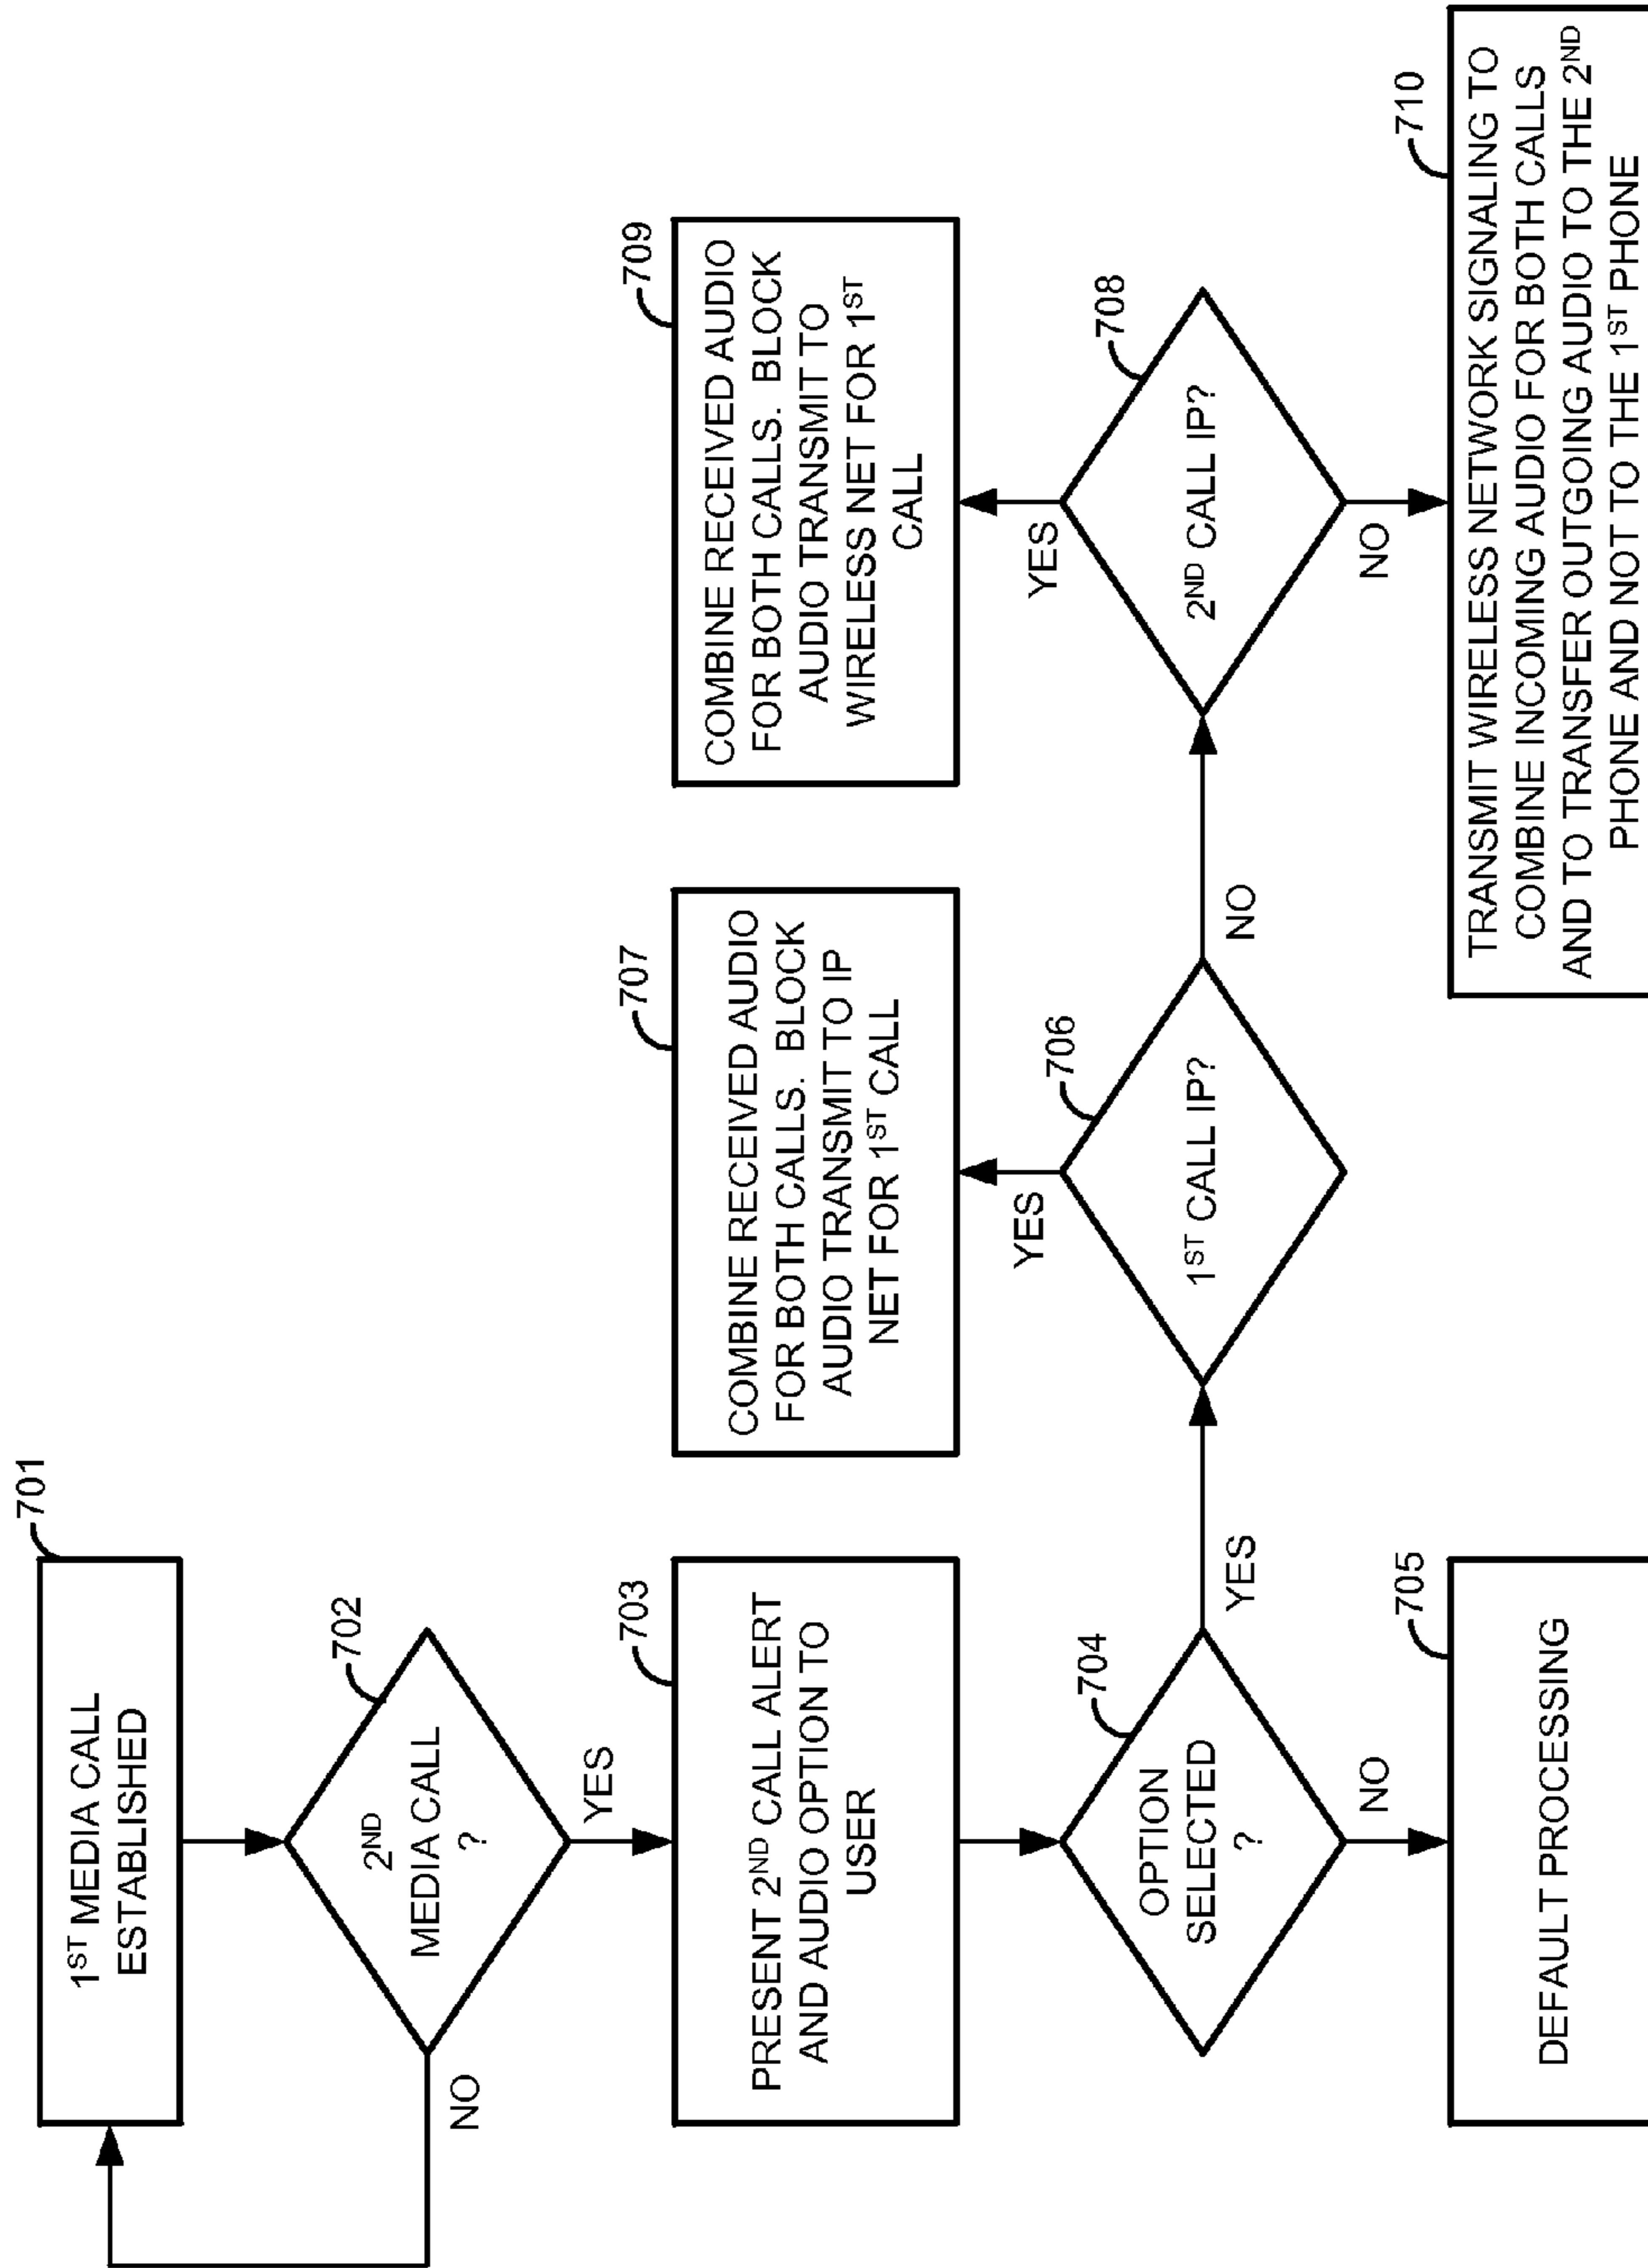 701
1ST MEDIA CALL
ESTABLISHED
702
2ND
MEDIA CALL
?
NO
YES
703
PRESENT 2ND CALL ALERT
AND AUDIO OPTION TO
USER
704
OPTION
SELECTED
?
YES
NO
705
DEFAULT PROCESSING
706
1ST CALL IP?
YES
NO
707
COMBINE RECEIVED AUDIO
FOR BOTH CALLS. BLOCK
AUDIO TRANSMIT TO IP
NET FOR 1ST CALL
708
2ND CALL IP?
YES
NO
709
COMBINE RECEIVED AUDIO
FOR BOTH CALLS. BLOCK
AUDIO TRANSMIT TO
WIRELESS NET FOR 1ST
CALL
710
TRANSMIT WIRELESS NETWORK SIGNALING TO
COMBINE INCOMING AUDIO FOR BOTH CALLS
AND TO TRANSFER OUTGOING AUDIO TO THE 2ND
PHONE AND NOT TO THE 1ST PHONE